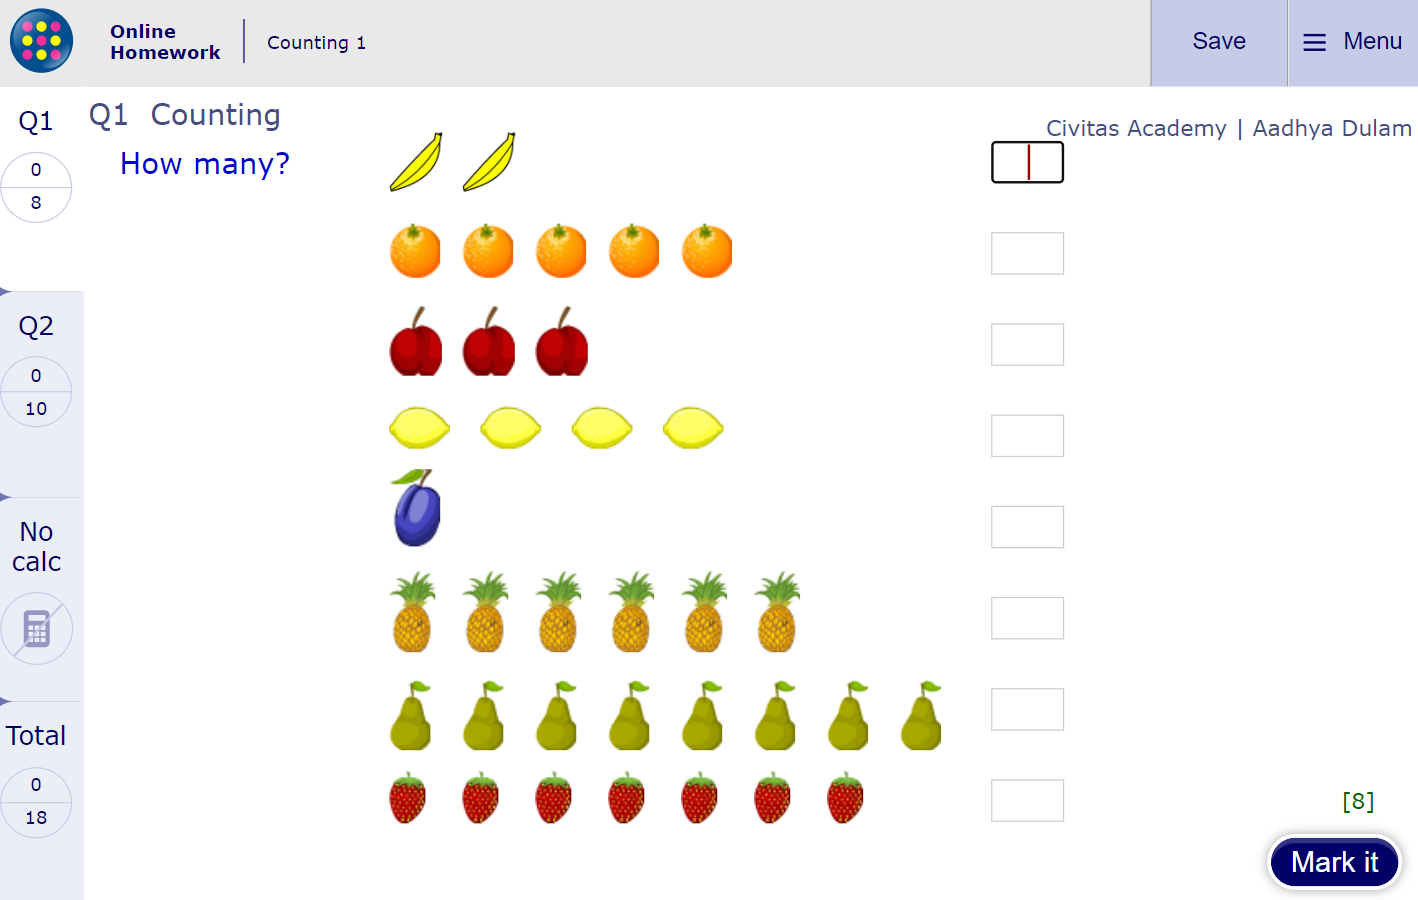 Online
Homework
Counting 1
Save
Menu
Q1
0
8
Q1 Counting
Civitas Academy | Aadhya Dulam
How many?
Q2
0
10
No
calc
Total
0
18
[8]
Mark it